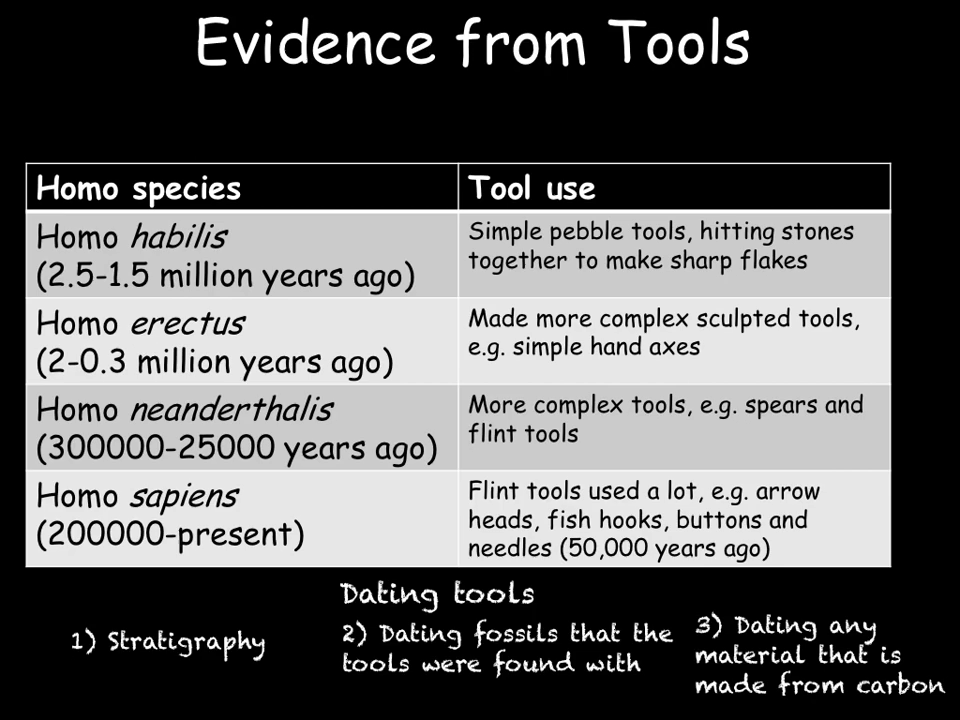 Evidence from Tools
Homo species
Tool use
Homo habilis
(2.5-1.5 million years ago)
Simple pebble tools, hitting stones
together to make sharp flakes
Homo erectus
(2-0.3 million years ago)
Made more complex sculpted tools,
e.g. simple hand axes
Homo neanderthalis
(300000-25000 years ago)
More complex tools, e.g. spears and
flint tools
Homo sapiens
(200000-present)
Flint tools used a lot, e.g. arrow
heads, fish hooks, buttons and
needles (50,000 years ago)
Dating tools
1) Stratigraphy
2) Dating fossils that the
tools were found with
3) Dating any
material that is
made from carbon